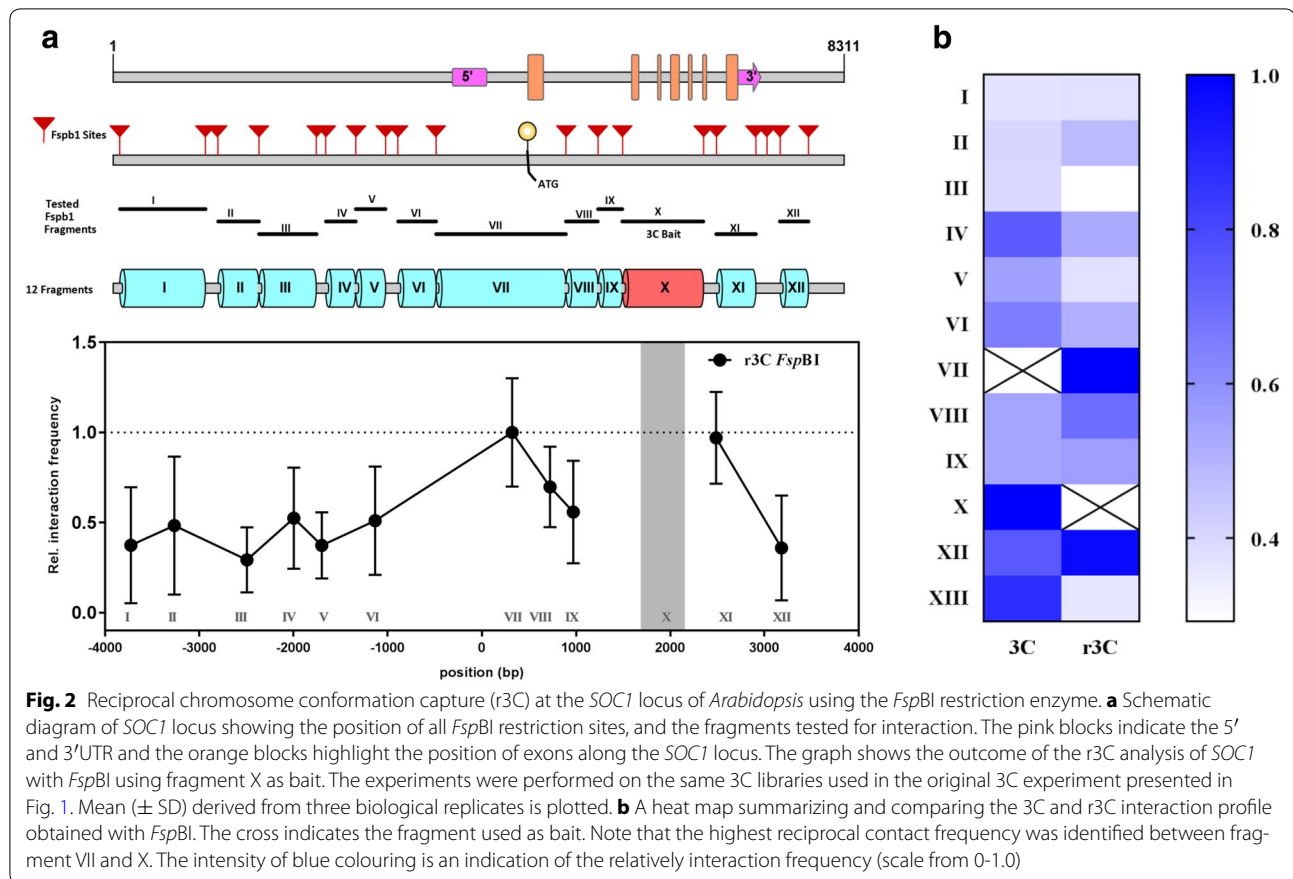 a
1
8311
5'
3'
Fspb1 Sites
ATG
Tested
Fspb1
Fragments
I
II
III
IV
V
VI
VII
VIII
IX
X
3C Bait
XI
XII
12 Fragments
I
II
III
IV
V
VI
VII
VIII
IX
X
XI
XII
r3C FspBI
Rel. interaction frequency
1.5
1.0
0.5
0.0
I II III IV V VI VII VIII IX X XI XII
-4000 -3000 -2000 -1000 0 1000 2000 3000 4000
position (bp)
b
I
II
III
IV
V
VI
VII
VIII
IX
X
XII
XIII
3C r3C
1.0
0.8
0.6
0.4
Fig. 2 Reciprocal chromosome conformation capture (r3C) at the SOC1 locus of Arabidopsis using the FspBI restriction enzyme. a Schematic
diagram of SOC1 locus showing the position of all FspBI restriction sites, and the fragments tested for interaction. The pink blocks indicate the 5′
and 3′UTR and the orange blocks highlight the position of exons along the SOC1 locus. The graph shows the outcome of the r3C analysis of SOC1
with FspBI using fragment X as bait. The experiments were performed on the same 3C libraries used in the original 3C experiment presented in
Fig. 1. Mean (± SD) derived from three biological replicates is plotted. b A heat map summarizing and comparing the 3C and r3C interaction profile
obtained with FspBI. The cross indicates the fragment used as bait. Note that the highest reciprocal contact frequency was identified between frag-
ment VII and X. The intensity of blue colouring is an indication of the relatively interaction frequency (scale from 0-1.0)